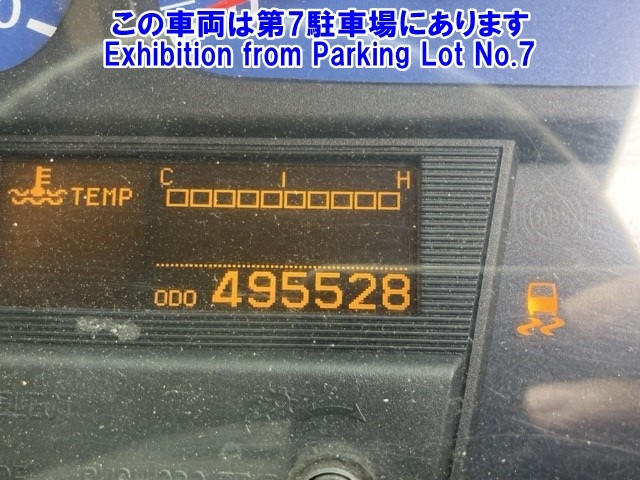 この車両は第7駐車場にあります
Exhibition from Parking Lot No.7
C H
TEMP
ODO 495528